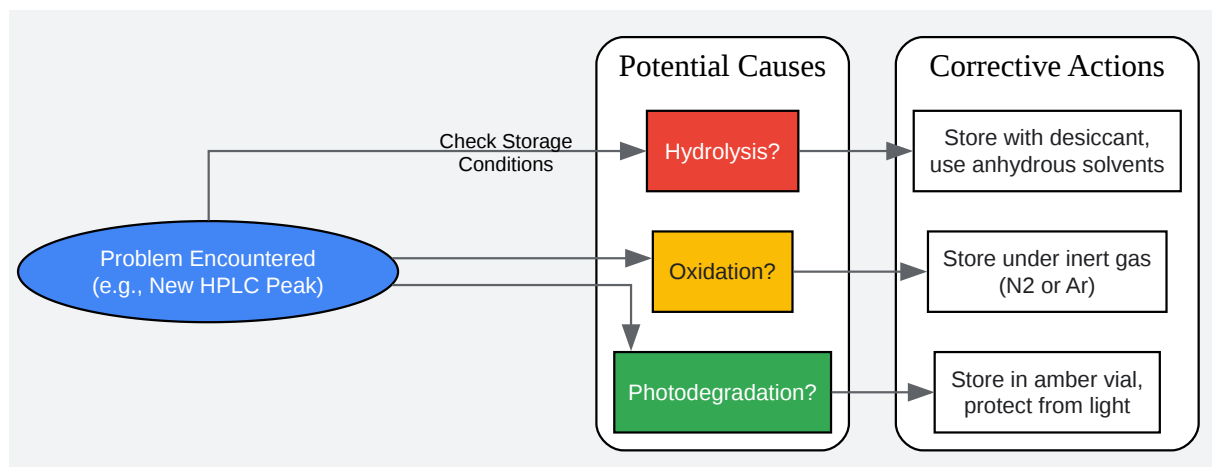 Potential Causes
Corrective Actions
Check Storage
Conditions
Hydrolysis?
Store with desiccant,
use anhydrous solvents
Problem Encountered
(e.g., New HPLC Peak)
Oxidation?
Store under inert gas
(N2 or Ar)
Photodegradation?
Store in amber vial,
protect from light